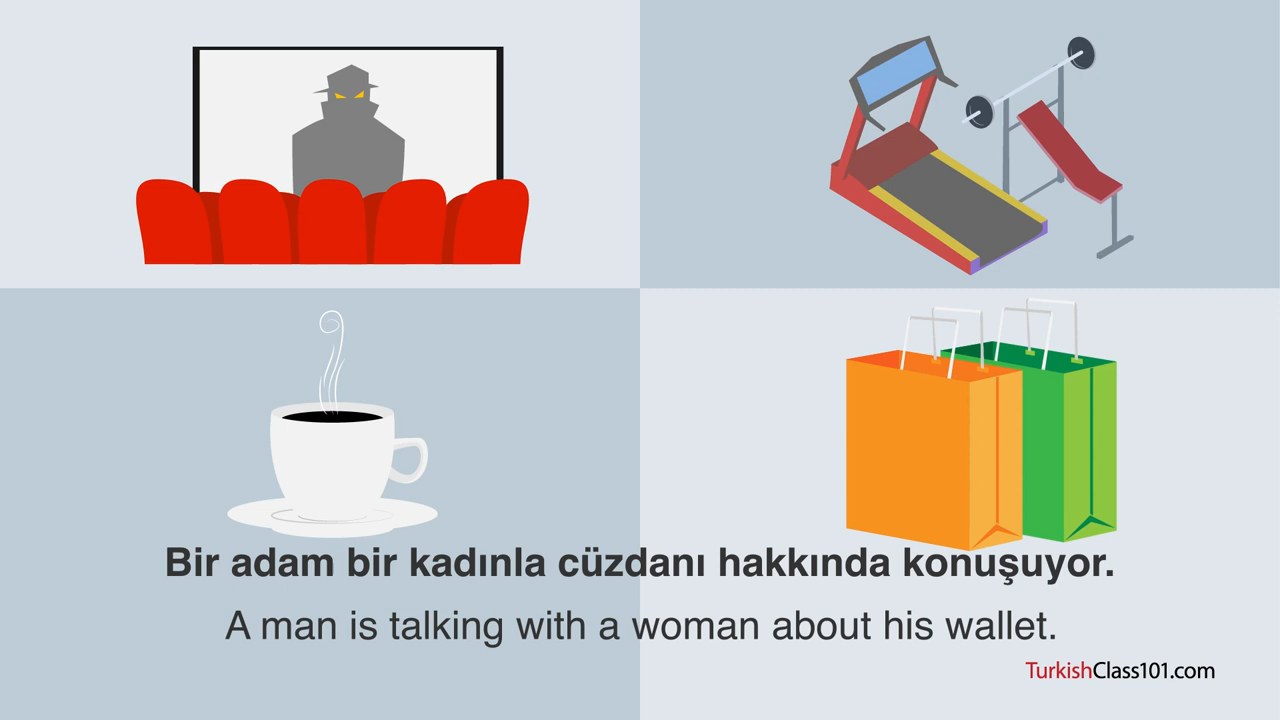 Bir adam bir kadınla cüzdanı hakkında konuşuyor.
A man is talking with a woman about his wallet.
TurkishClass101.com